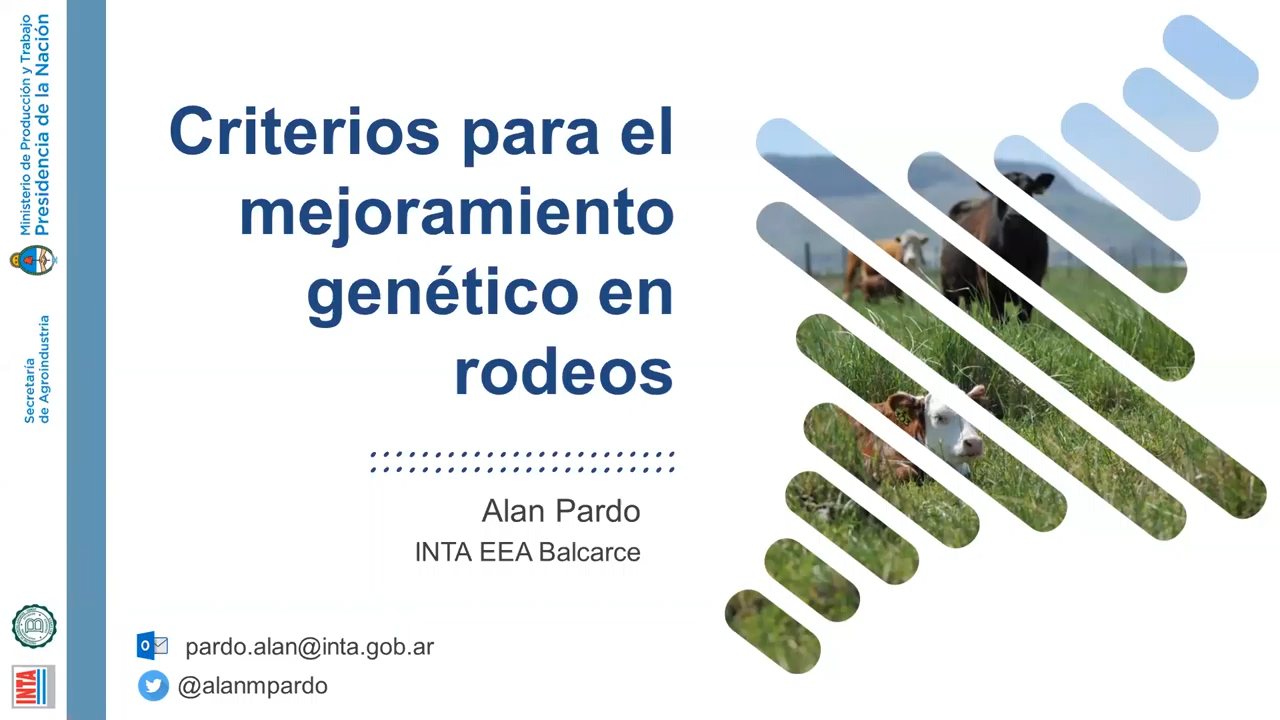 Ministerio de Producción y Trabajo
Presidencia de la Nación
Secretaría
de Agroindustria
Criterios para el
mejoramiento
genético en
rodeos
Alan Pardo
INTA EEA Balcarce
pardo.alan@inta.gob.ar
@alanmpardo
INTA